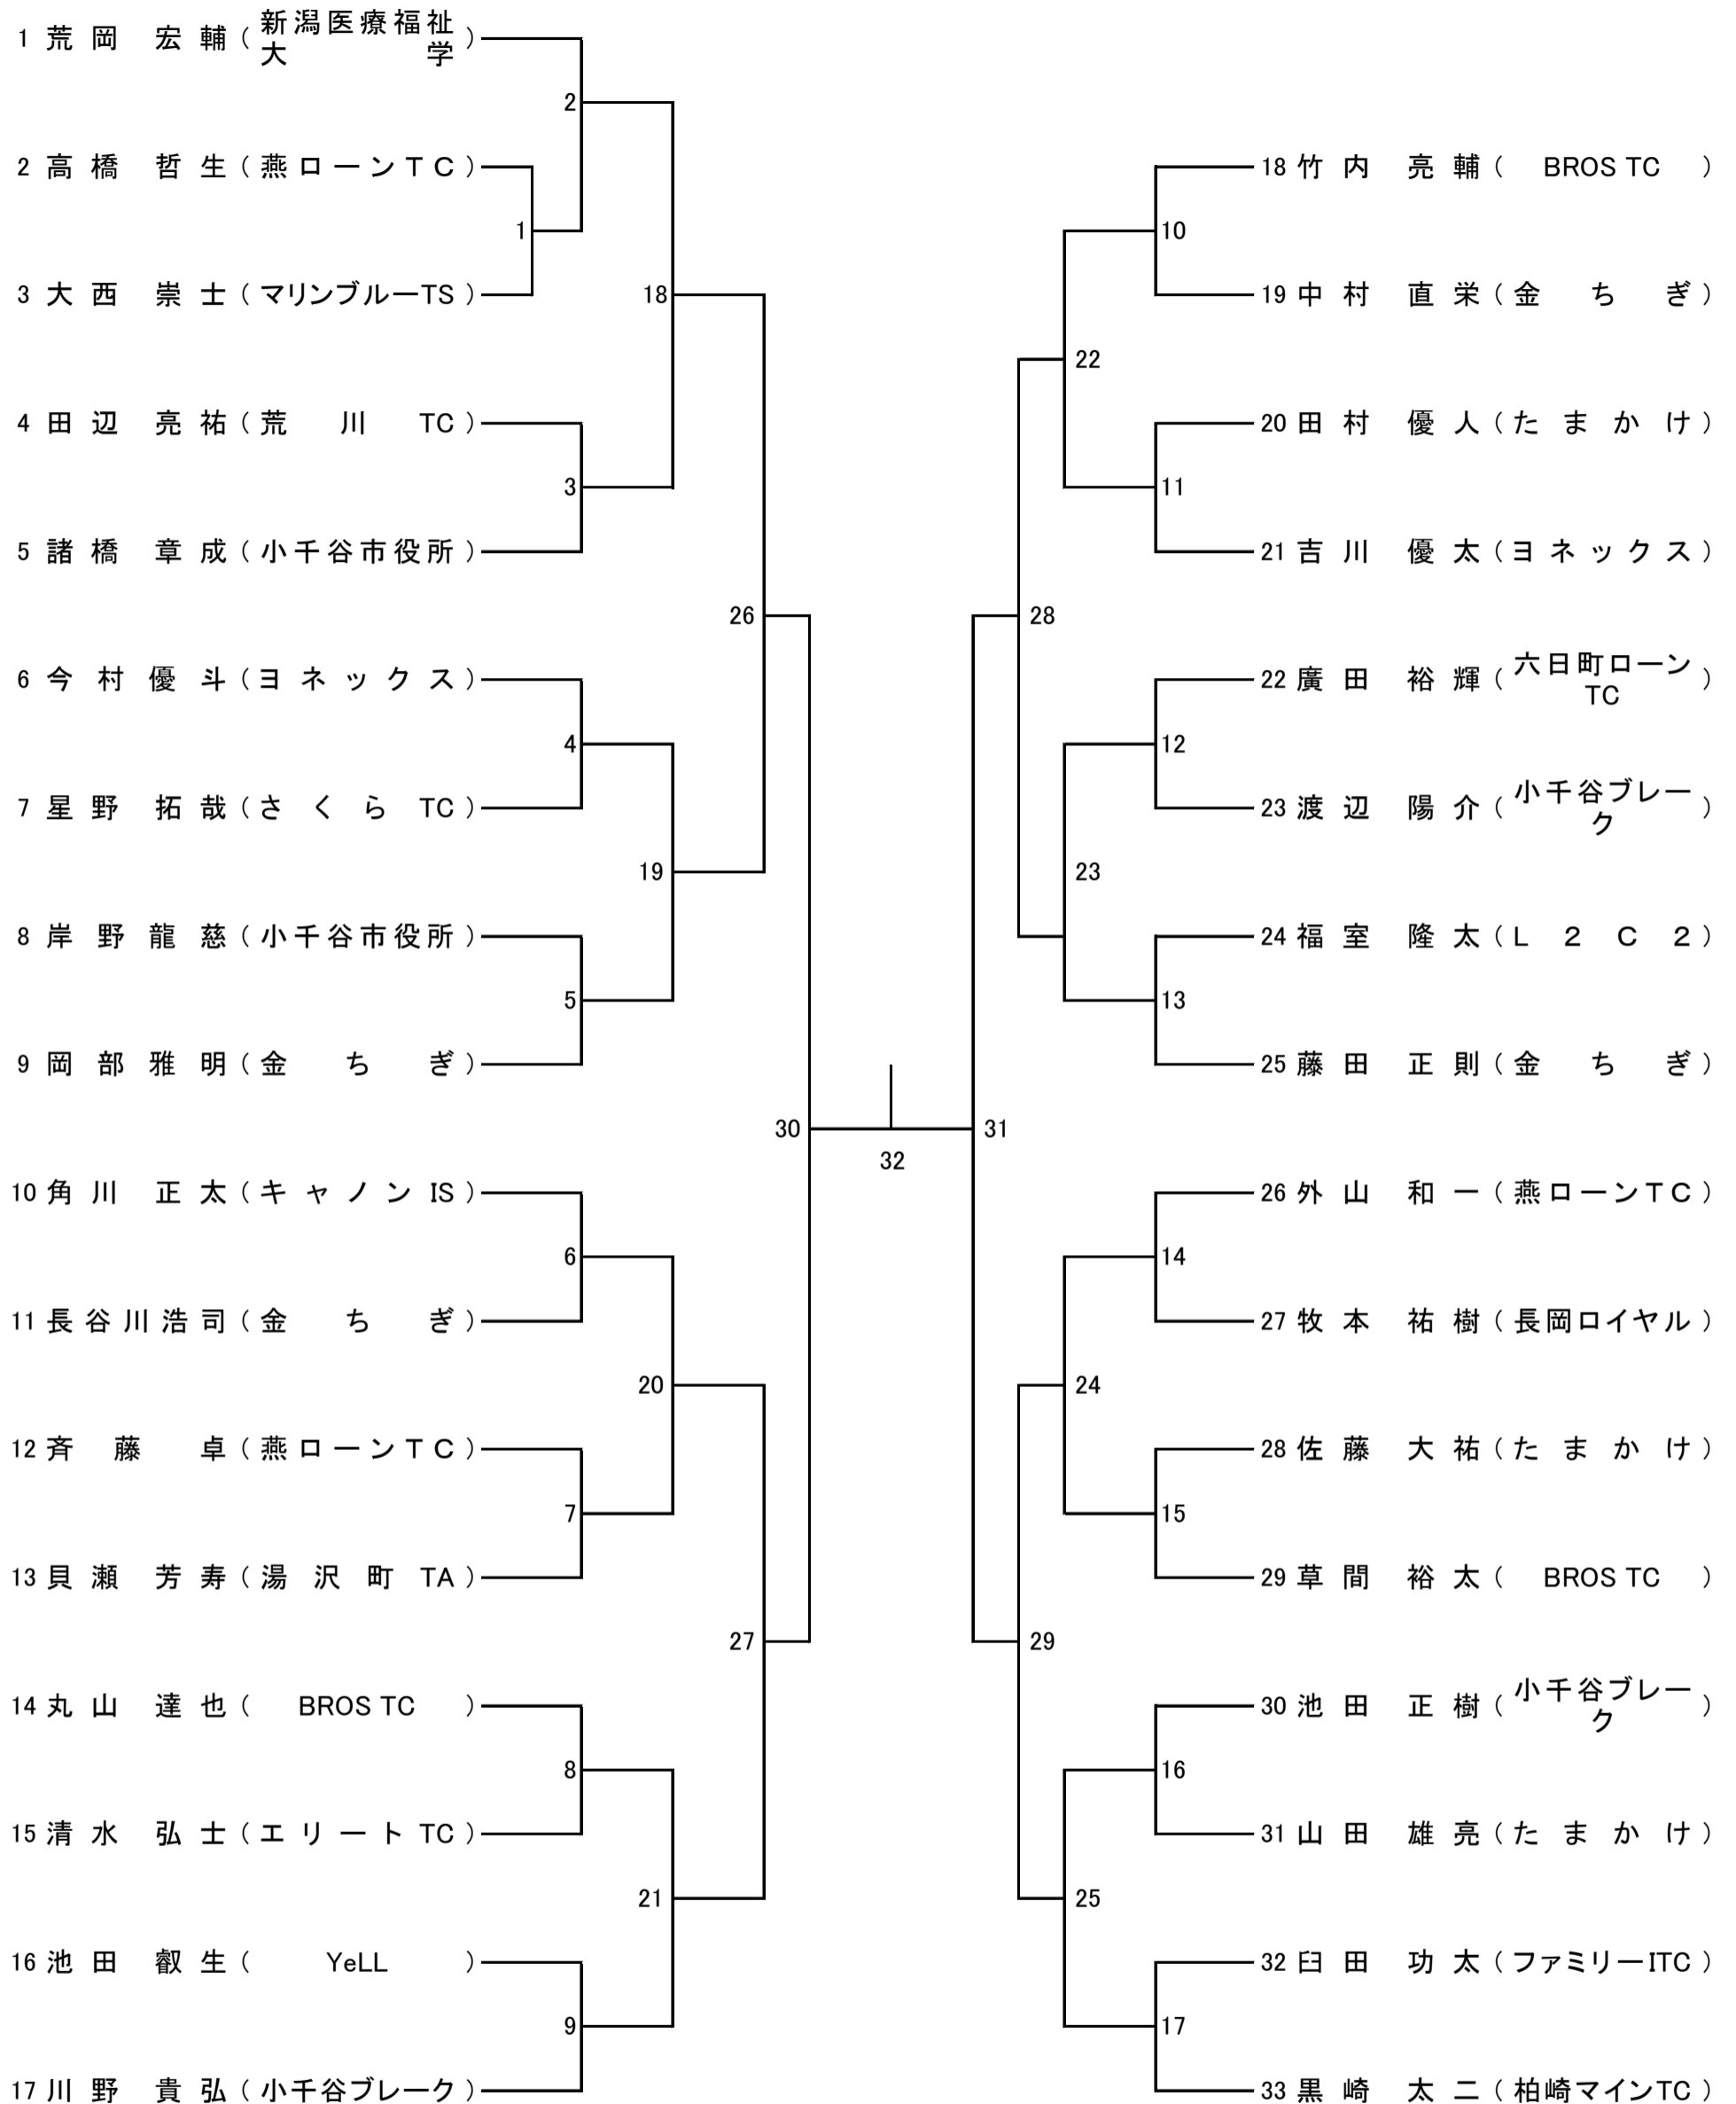 1 荒岡 宏輔 ( 新潟医療福祉大学 )
2
2 高橋 哲生 ( 燕ローンTC )
1
3 大西 崇士 ( マリンブルーTS )
18
4 田辺 亮祐 ( 荒川TC )
3
5 諸橋 章成 ( 小千谷市役所 )
26
6 今村優斗 ( ヨネックス )
4
7 星野 拓哉 ( さくらTC )
19
8 岸野龍慈 ( 小千谷市役所 )
5
9 岡部雅明 ( 金ちぎ )
30
10 角川 正太 ( キャノンIS )
6
11 長谷川浩司 ( 金ちぎ )
20
12 斉藤 卓 ( 燕ローンTC )
7
13 貝瀬 芳寿 ( 湯沢町TA )
27
14 丸山 達也 ( BROS TC )
8
15 清水 弘士 ( エリートTC )
21
16 池田 叡生 ( YeLL )
9
17 川野 貴弘 ( 小千谷ブレーク )
32
18 竹内 亮輔 ( BROS TC )
10
19 中村 直栄 ( 金ちぎ )
22
20 田村 優人 ( たまかけ )
11
21 吉川 優太 ( ヨネックス )
28
22 廣田 裕輝 ( 六日町ローンTC )
12
23 渡辺 陽介 ( 小千谷ブレーク )
23
24 福室 隆太 ( L2C2 )
13
25 藤田 正則 ( 金ちぎ )
31
26 外山 和一 ( 燕ローンTC )
14
27 牧本 祐樹 ( 長岡ロイヤル )
24
28 佐藤 大祐 ( たまかけ )
15
29 草間 裕太 ( BROS TC )
29
30 池田 正樹 ( 小千谷ブレーク )
16
31 山田 雄亮 ( たまかけ )
25
32 臼田 功太 ( ファミリーITC )
17
33 黒崎 太二 ( 柏崎マインTC )